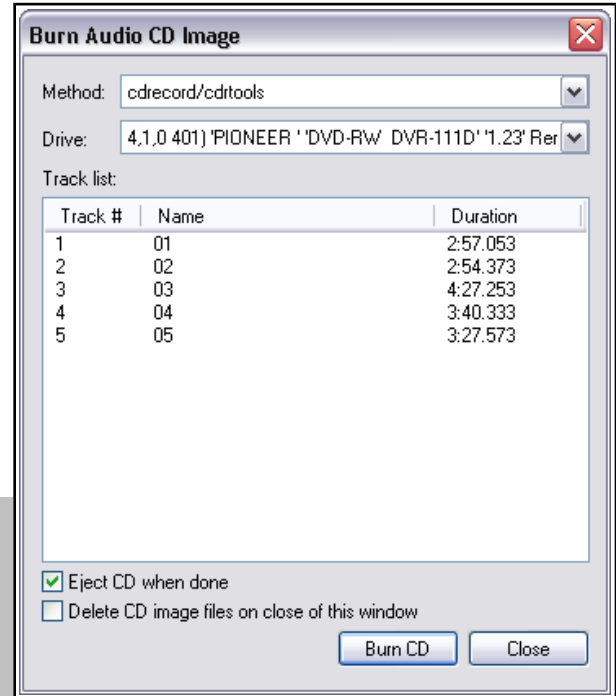 Burn Audio CD Image
Method: cdrecord/cdrtools
Drive: 4,1,0 401) 'PIONEER ' 'DVD-RW DVR-111D' '1.23' Rer
Track list:
Track # Name Duration
1 01 2:57.053
2 02 2:54.373
3 03 4:27.253
4 04 3:40.333
5 05 3:27.573
Eject CD when done
Delete CD image files on close of this window
Burn CD Close